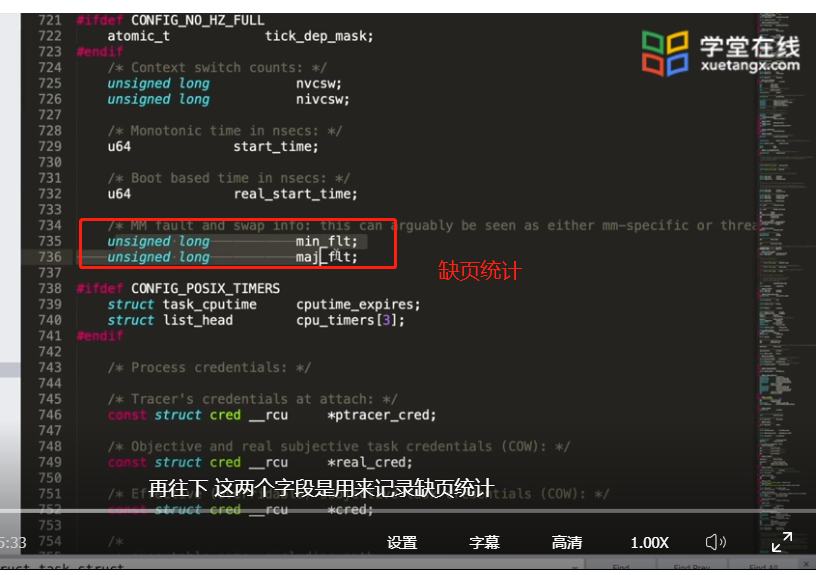 721 #ifdef CONFIG_NO_HZ_FULL
722 atomic_t tick_dep_mask;
723 #endif
724 /* Context switch counts: */
725 unsigned long nvcsw;
726 unsigned long nivcsw;
727
728 /* Monotonic time in nsecs: */
729 u64 start_time;
730
731 /* Boot based time in nsecs: */
732 u64 real_start_time;
733
734 /* MM fault and swap info: this can arguably be seen as either mm-specific or
735 unsigned long min_flt;
736 unsigned long maj_flt;
737
738 #ifdef CONFIG_POSIX_TIMERS
739 struct task_cputime cputime_expires;
740 struct list_head cpu_timers[3];
741 #endif
742
743 /* Process credentials: */
744
745 /* Tracer's credentials at attach: */
746 const struct cred __rcu *ptracer_cred;
747
748 /* Objective and real subjective task credentials (COW): */
749 const struct cred __rcu *real_cred;
750
751 (COW): */
752 const struct cred __rcu *cred;
753
754 /*
学堂在线
xuetangx.com
缺页统计
再往下 这两个字段是用来记录缺页统计
5:33 设置 字幕 高清 1.00X